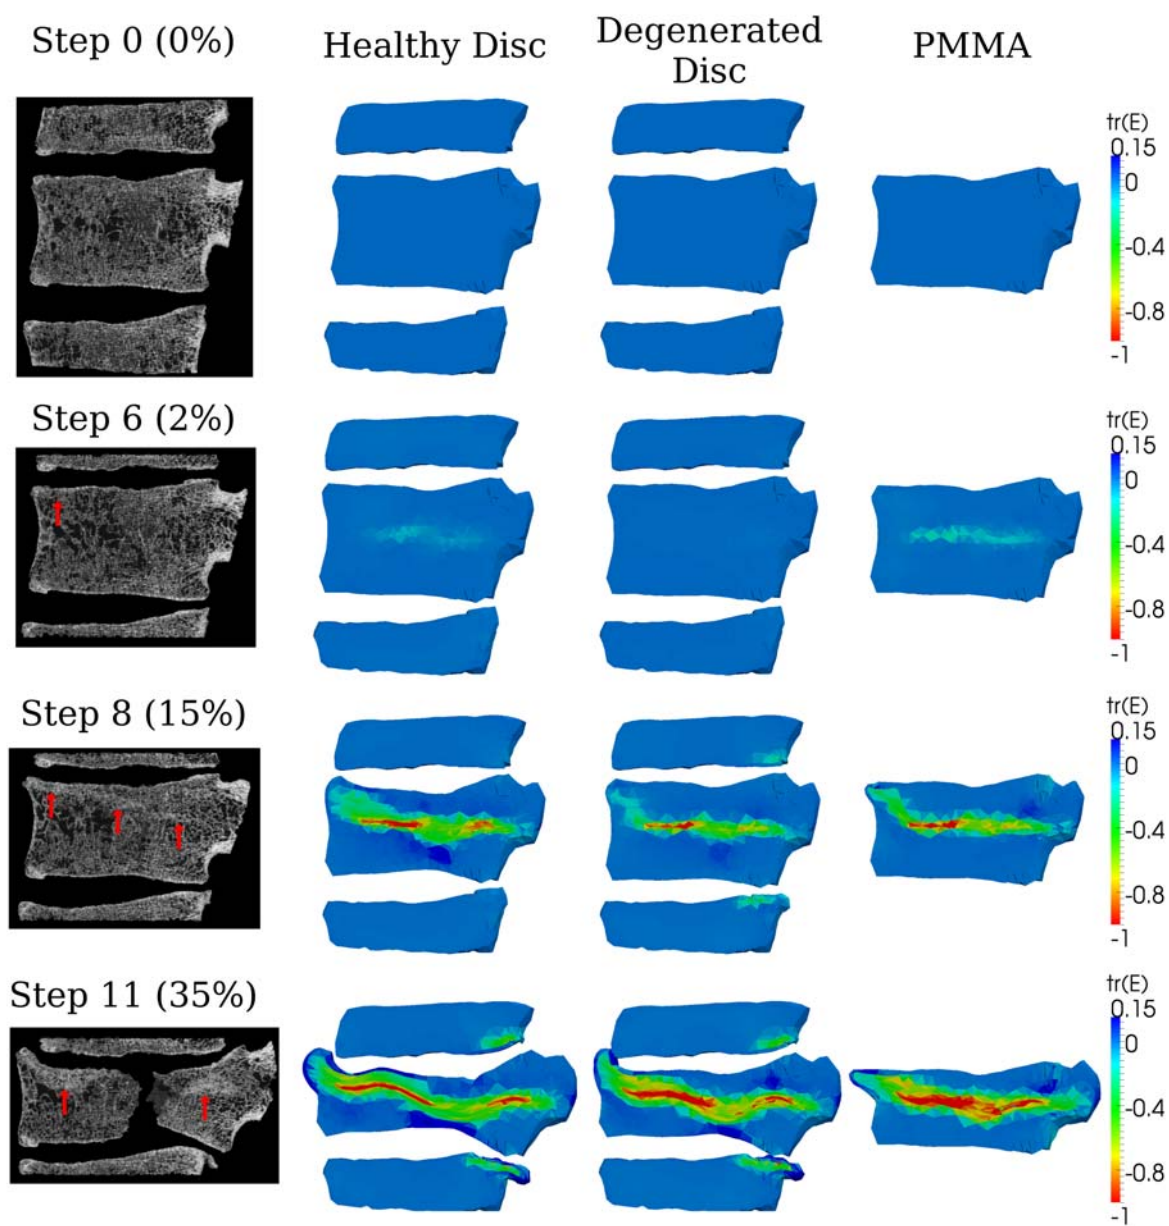 Step 0 (0%)
Healthy Disc
Degenerated
Disc
PMMA
tr(E)
0.15
0
-0.4
-0.8
-1
Step 6 (2%)
tr(E)
0.15
0
-0.4
-0.8
-1
Step 8 (15%)
tr(E)
0.15
0
-0.4
-0.8
-1
Step 11 (35%)
tr(E)
0.15
0
-0.4
-0.8
-1